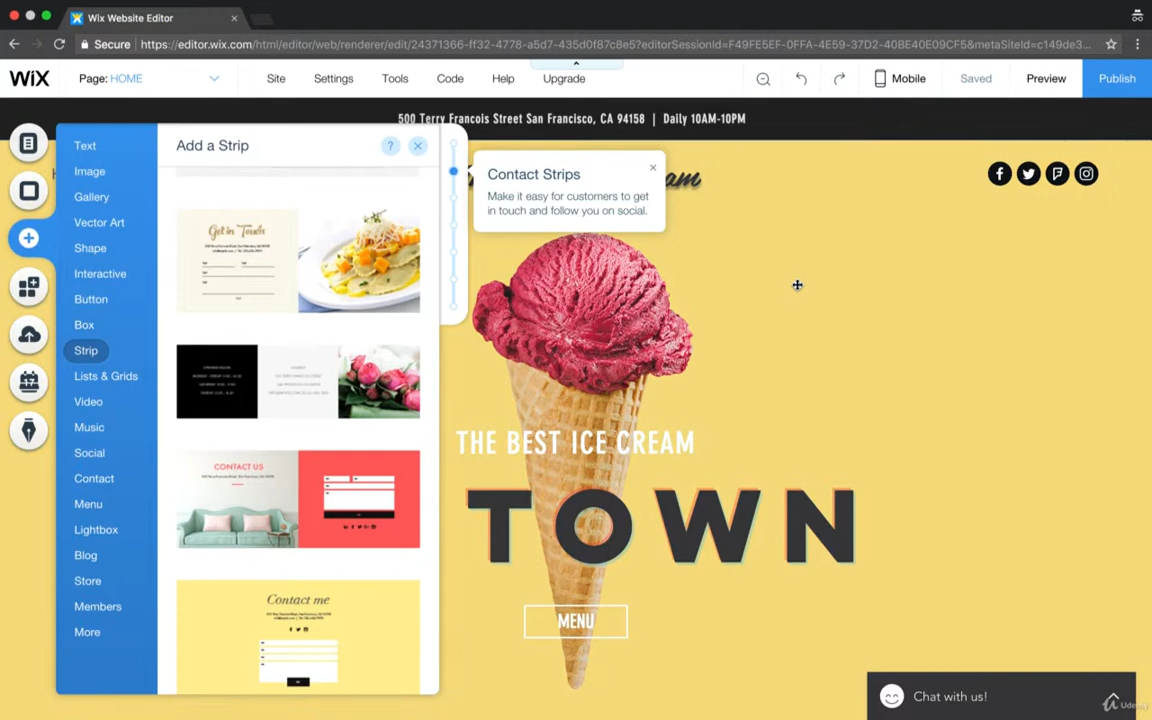 Wix Website Editor
Secure | https://editor.wix.com/html/editor/web/renderer/edit/24371366-ff32-4778-a5d7-435d0f87c8e5?editorSessionId=F49FE5EF-0FFA-4E59-37D2-40BE40E09CF5&metaSiteId=c149de3...
WiX
Page: HOME
Site
Settings
Tools
Code
Help
Upgrade
Mobile
Saved
Preview
Publish
500 Terry Francois Street San Francisco, CA 94158 | Daily 10AM-10PM
Text
Image
Gallery
Vector Art
Shape
Interactive
Button
Box
Strip
Lists & Grids
Video
Music
Social
Contact
Menu
Lightbox
Blog
Store
Members
More
17
Add a Strip
?
Get in Touch
CONTACT US
Contact me
Contact Strips
Make it easy for customers to get
in touch and follow you on social.
am
THE BEST ICE CREAM
TOWN
MENU
Chat with us!
Udemy